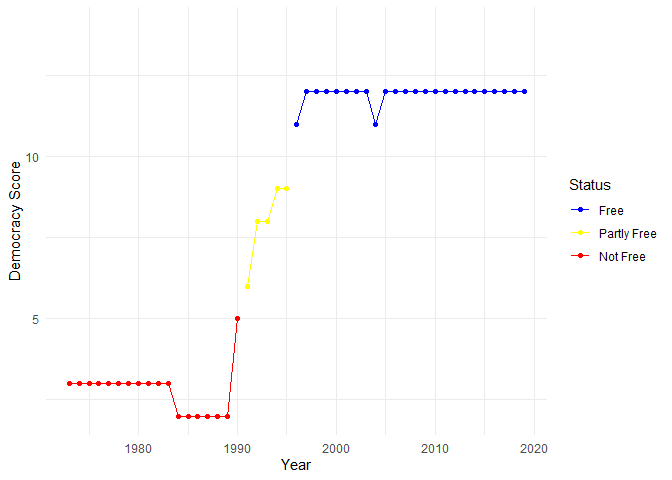 Democracy Score
10
5
1980
1990
2000
2010
2020
Year
Status
Free
Partly Free
Not Free